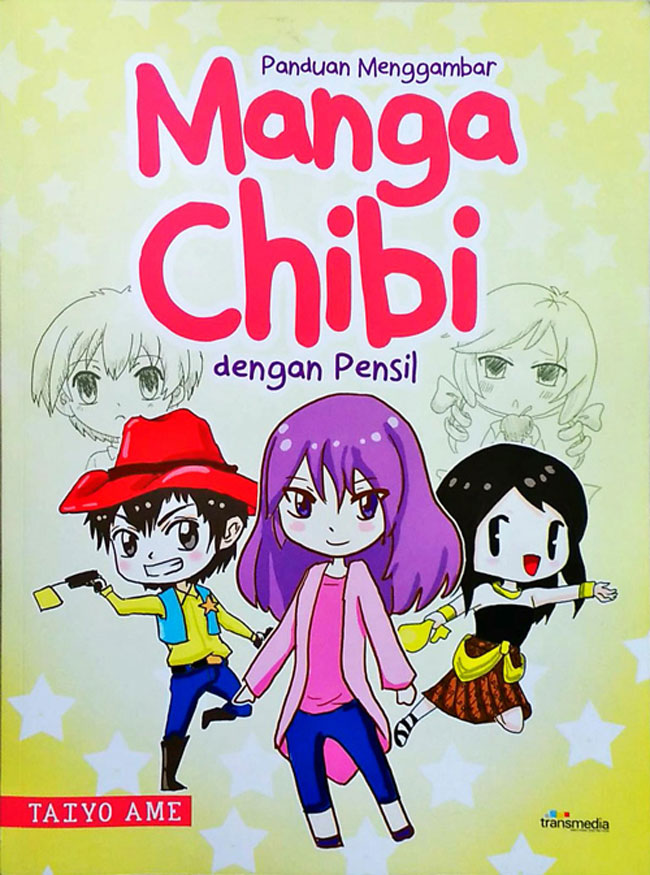 Panduan Menggambar
Manga
Chibi
dengan Pensil
TAIYO AME
transmedia